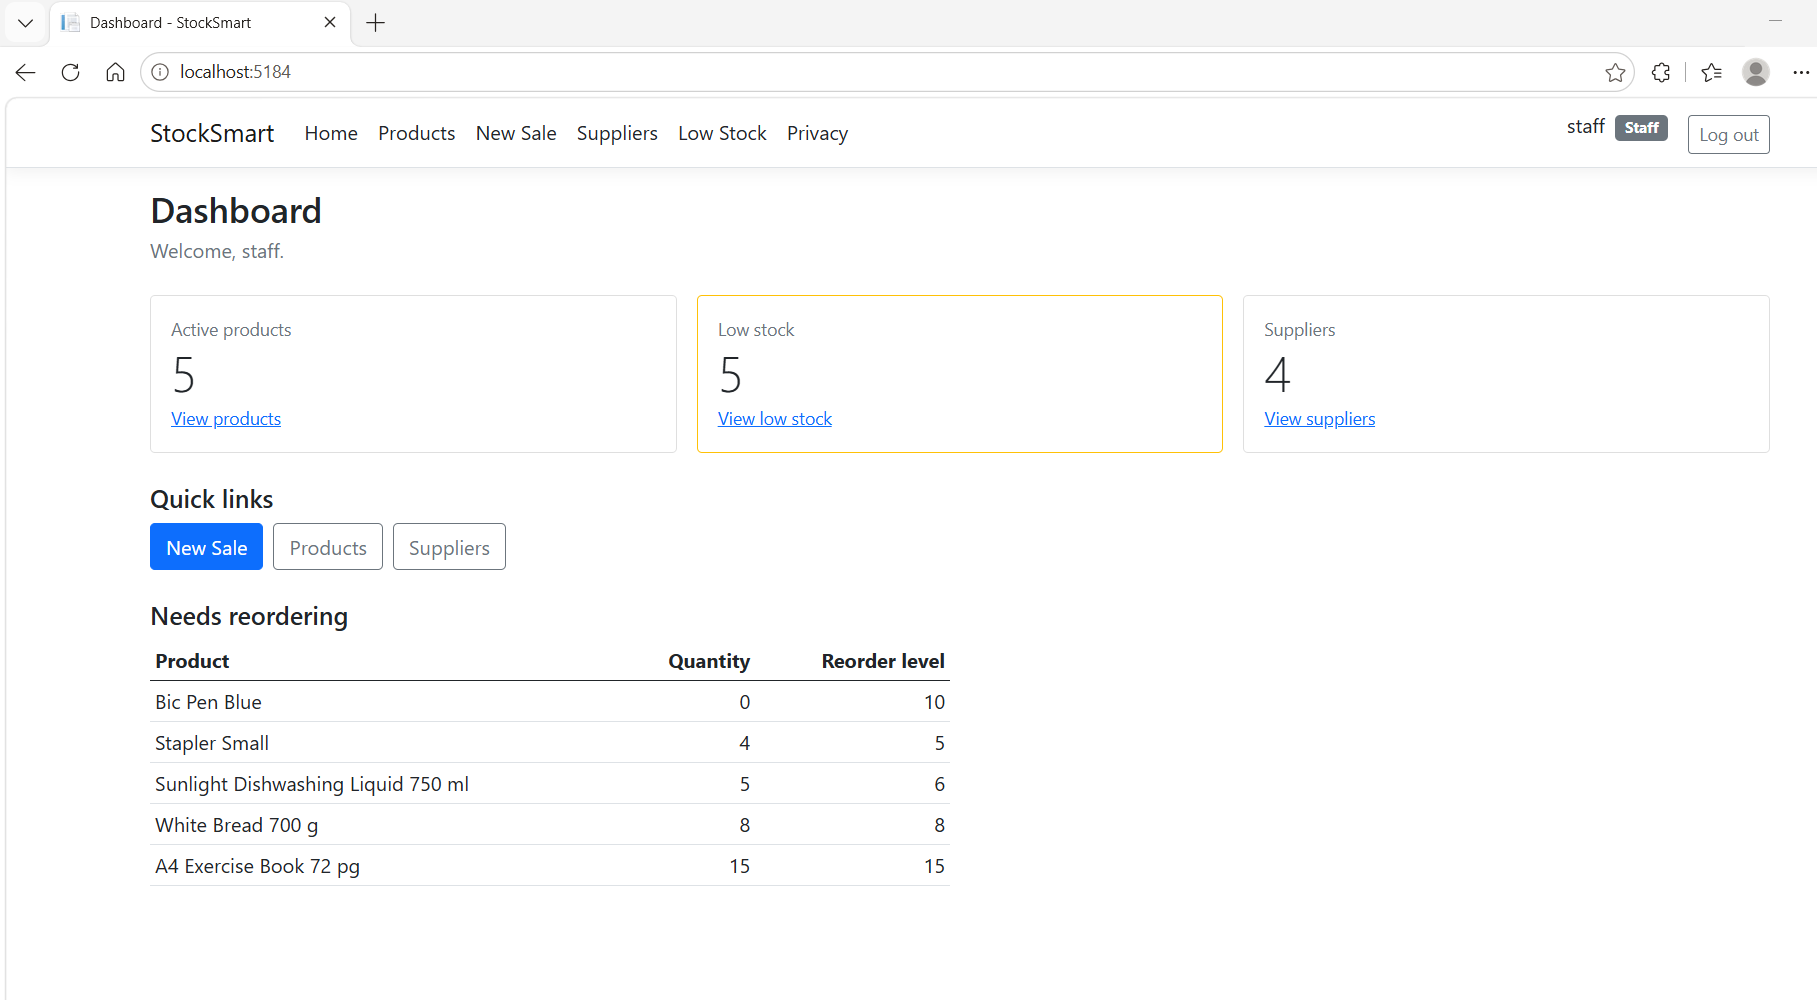 Dashboard - StockSmart
localhost:5184
StockSmart Home Products New Sale Suppliers Low Stock Privacy staff Staff Log out
Dashboard
Welcome, staff.
Active products
5
View products
Low stock
5
View low stock
Suppliers
4
View suppliers
Quick links
New Sale Products Suppliers
Needs reordering
Product Quantity Reorder level
Bic Pen Blue 0 10
Stapler Small 4 5
Sunlight Dishwashing Liquid 750 ml 5 6
White Bread 700 g 8 8
A4 Exercise Book 72 pg 15 15